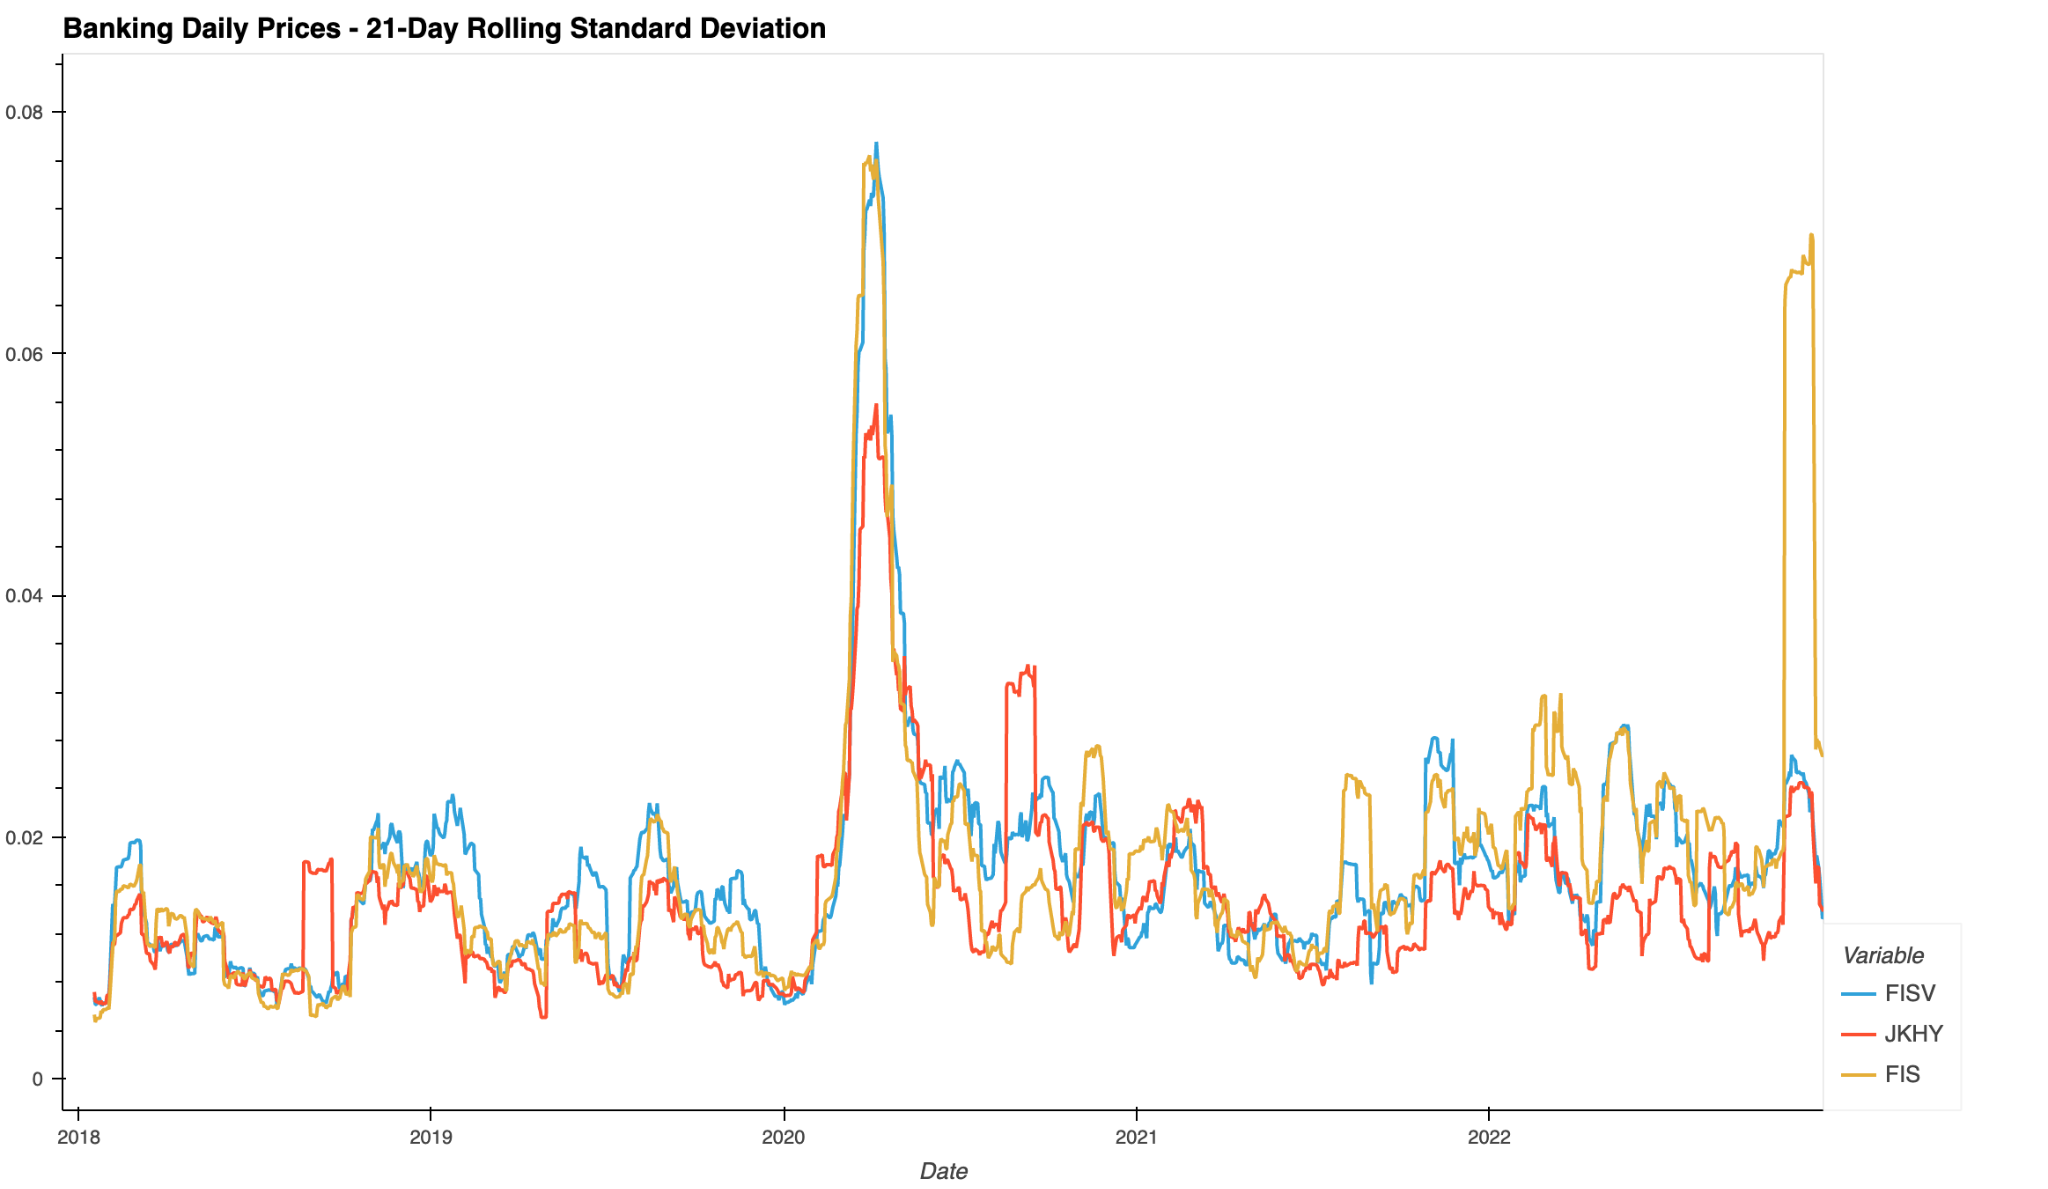 Banking Daily Prices - 21-Day Rolling Standard Deviation
0.08
0.06
0.04
0.02
0
2018 2019 2020 2021 2022
Date
Variable
FISV
JKHY
FIS